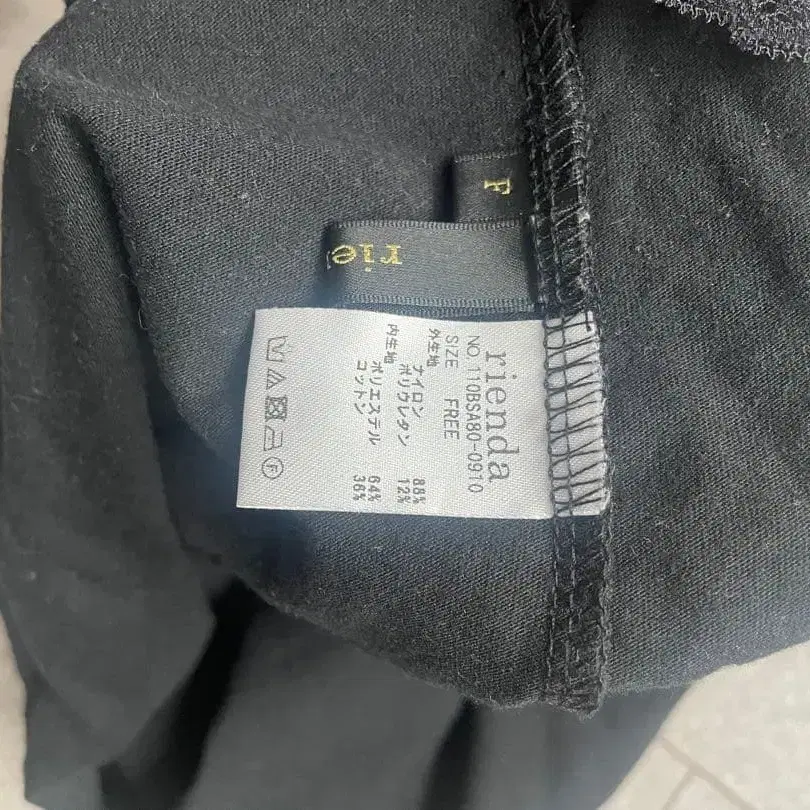 F
rie
rienda
NO. 110BSA80-0910
SIZE FREE
外生地
ナイロン 88%
ポリウレタン 12%
内生地
ポリエステル 64%
コットン 36%
F